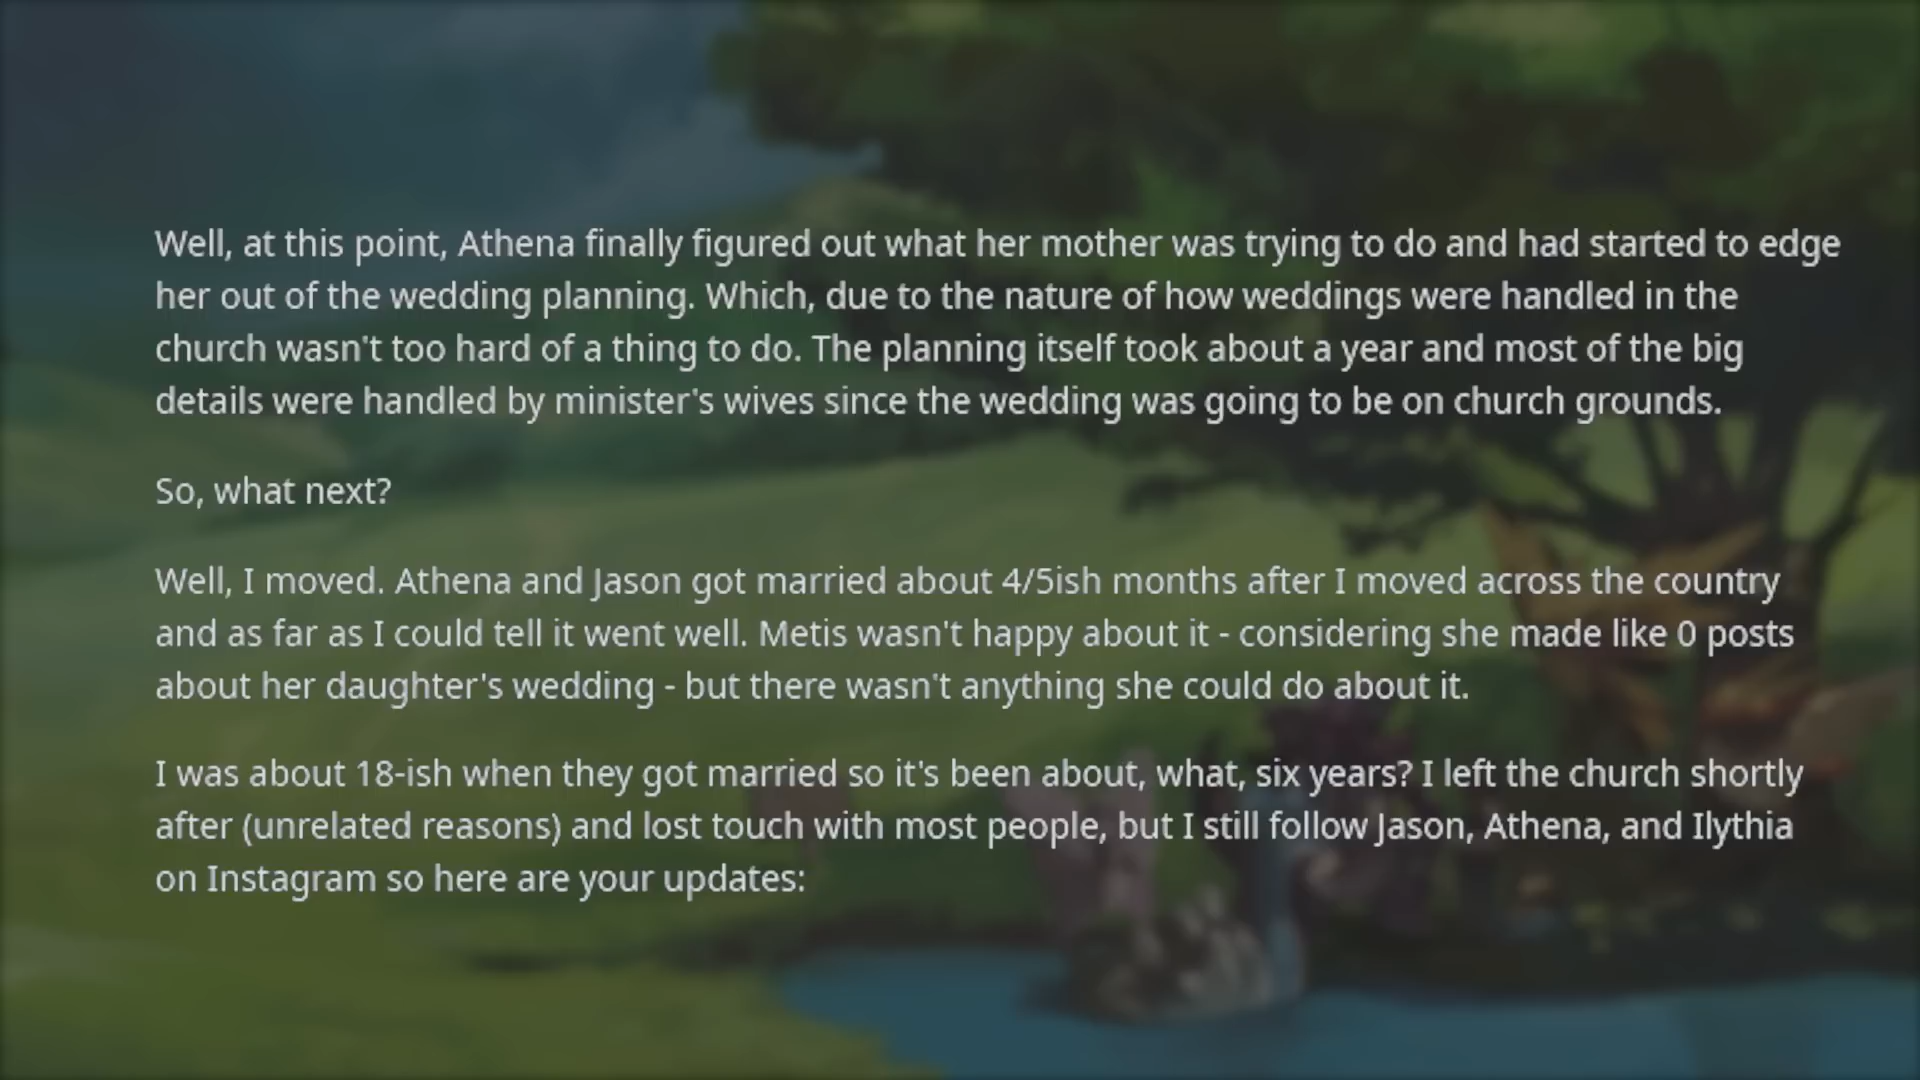 Well, at this point, Athena finally figured out what her mother was trying to do and had started to edge
her out of the wedding planning. Which, due to the nature of how weddings were handled in the
church wasn't too hard of a thing to do. The planning itself took about a year and most of the big
details were handled by minister's wives since the wedding was going to be on church grounds.
So, what next?
Well, I moved. Athena and Jason got married about 4/5ish months after I moved across the country
and as far as I could tell it went well. Metis wasn't happy about it - considering she made like 0 posts
about her daughter's wedding - but there wasn't anything she could do about it.
I was about 18-ish when they got married so it's been about, what, six years? I left the church shortly
after (unrelated reasons) and lost touch with most people, but I still follow Jason, Athena, and Ilythia
on Instagram so here are your updates: